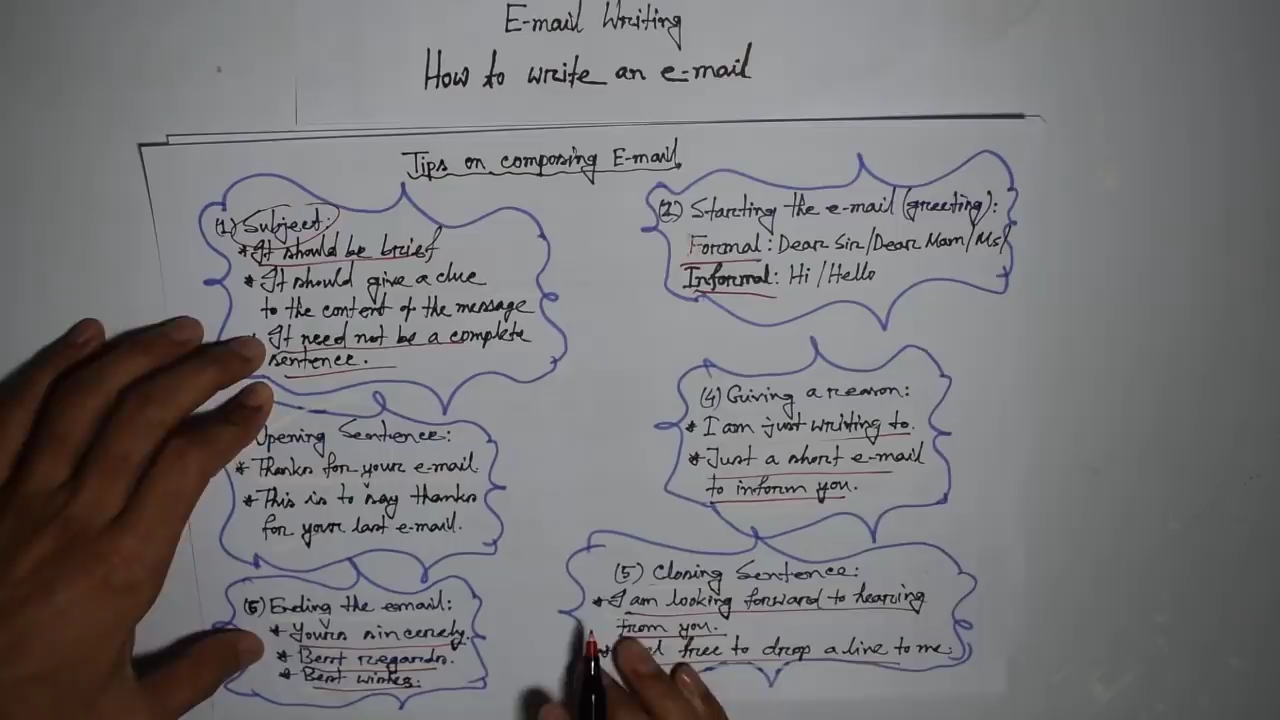 E-mail Writing
How to write an e-mail
Tips on composing E-mail
(1) Subject:
* It should be brief
* It should give a clue
to the content of the message
* It need not be a complete
sentence.
(2) Starting the e-mail (greeting):
Formal: Dear Sir/Dear Mam/Ms/
Informal: Hi/Hello
Opening Sentence:
* Thanks for your e-mail.
* This is to say thanks
for your last e-mail.
(4) Giving a reason:
* I am just writing to.
* Just a short e-mail
to inform you.
(5) Closing Sentence:
* I am looking forward to hearing
from you.
free to drop a line to me.
(6) Ending the email:
* Yours sincerely.
* Best regards.
* Best wishes.